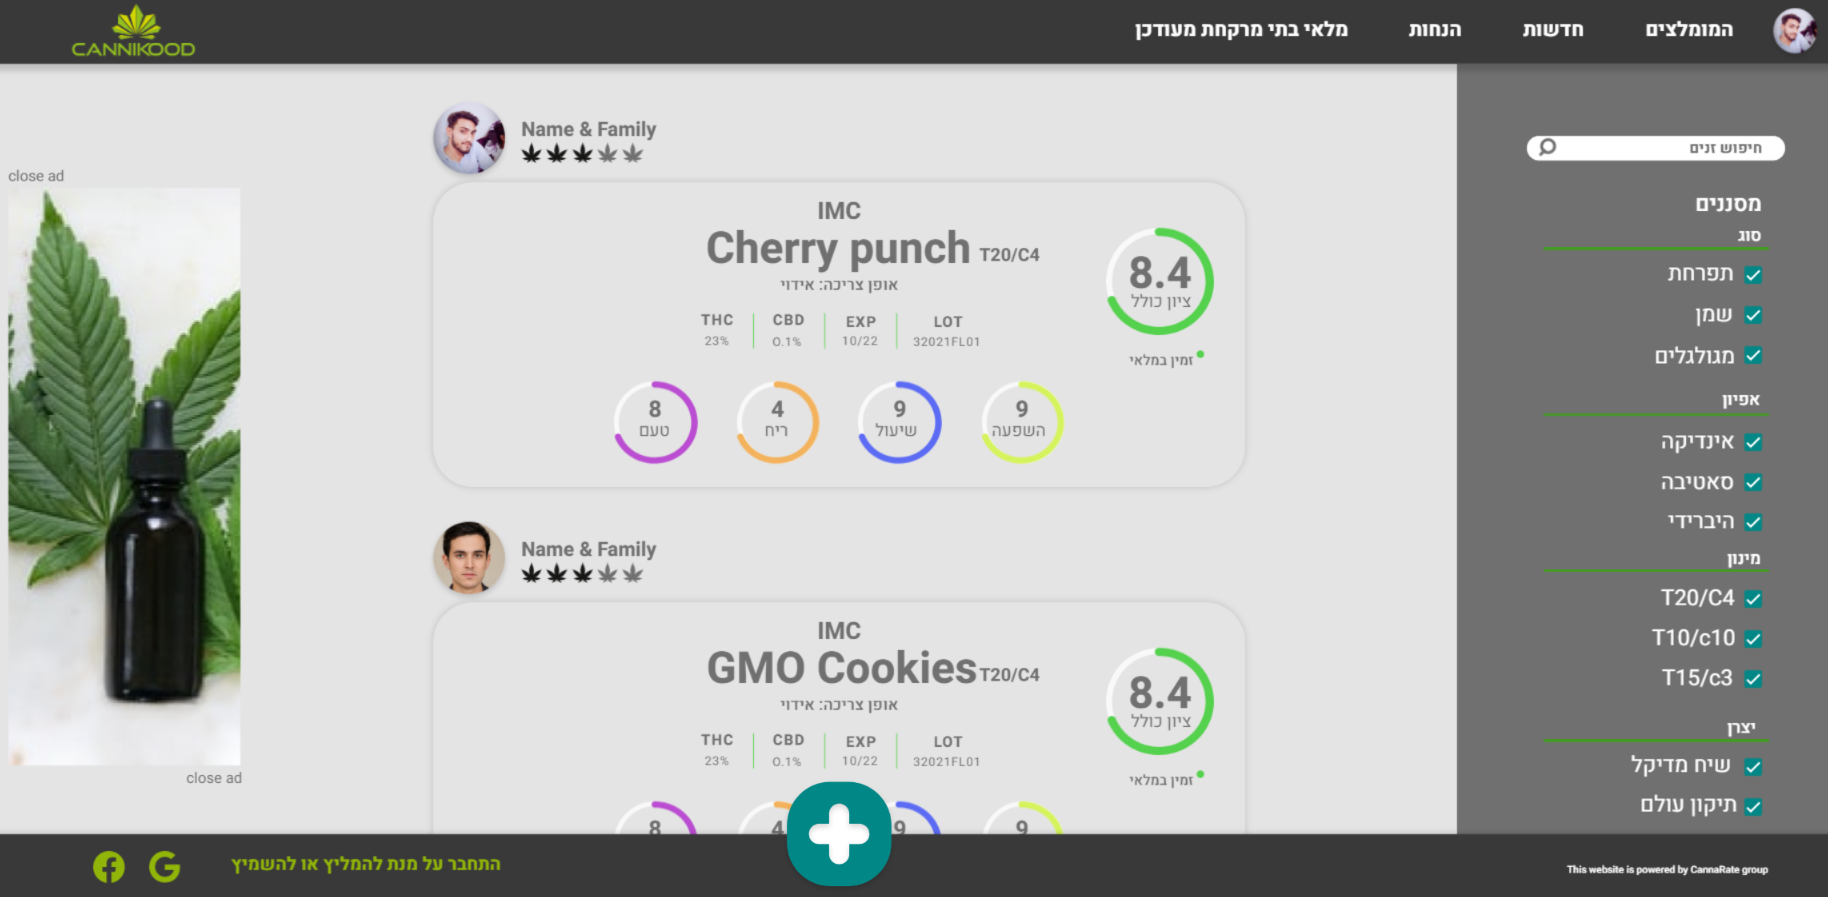 CANNIKOOD
המומלצים
חדשות
הנחות
מלאי בתי מרקחת מעודכן
חיפוש זנים
מסננים
סוג
תפרחת
שמן
מגולגלים
אפיון
אינדיקה
סאטיבה
היברידי
מינון
T20/C4
T10/c10
T15/c3
יצרן
שיח מדיקל
תיקון עולם
Name & Family
IMC
Cherry punch T20/C4
אופן צריכה: אידוי
THC CBD EXP LOT
23% 0.1% 10/22 32021FL01
8.4
ציון כולל
זמין במלאי
8 4 9 9
טעם ריח שיעול השפעה
Name & Family
IMC
GMO Cookies T20/C4
אופן צריכה: אידוי
THC CBD EXP LOT
23% 0.1% 10/22 32021FL01
8.4
ציון כולל
זמין במלאי
8 4 9 9
close ad
close ad
התחבר על מנת להמליץ או להשמיץ
This website is powered by CannaRate group